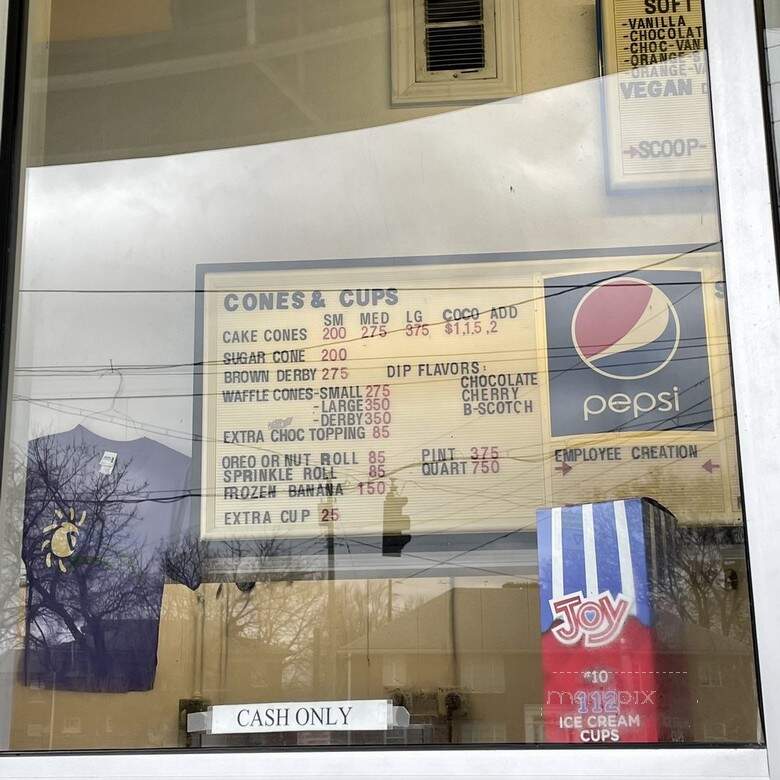 SOFT
-VANILLA
-CHOCOLAT
-CHOC-VAN
-ORANGE S
-ORANGE VA
VEGAN
SCOOP-
CONES & CUPS
SM MED LG COCO ADD
CAKE CONES 200 275 375 $1,1.5,2
SUGAR CONE 200
BROWN DERBY 275
WAFFLE CONES-SMALL 275
-LARGE 350
-DERBY 350
EXTRA CHOC TOPPING 85
DIP FLAVORS:
CHOCOLATE
CHERRY
B-SCOTCH
OREO OR NUT ROLL 85
SPRINKLE ROLL 85
FROZEN BANANA 150
EXTRA CUP 25
PINT 375
QUART 750
pepsi
EMPLOYEE CREATION
JOY
#10
112
ICE CREAM
CUPS
CASH ONLY